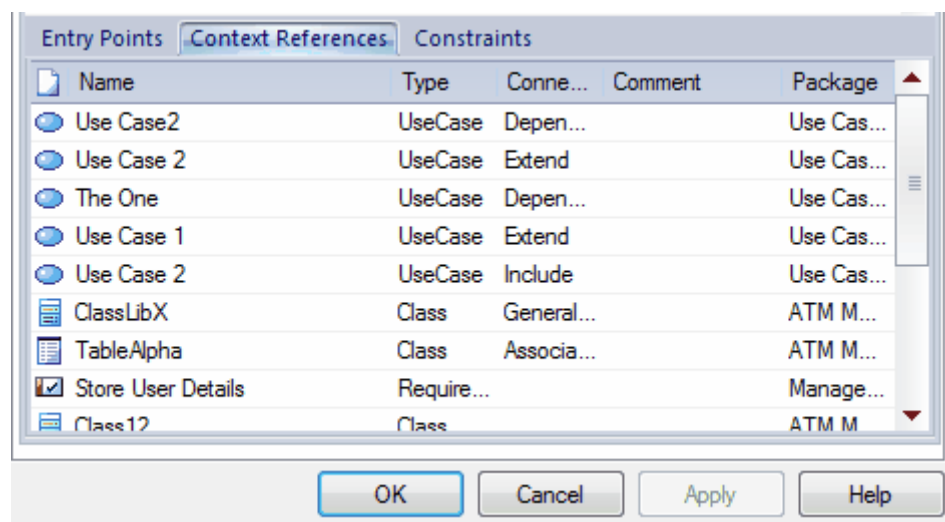 Entry Points Context References Constraints
Name Type Conne... Comment Package
Use Case2 UseCase Depen... Use Cas...
Use Case 2 UseCase Extend Use Cas...
The One UseCase Depen... Use Cas...
Use Case 1 UseCase Extend Use Cas...
Use Case 2 UseCase Include Use Cas...
ClassLibX Class General... ATM M...
TableAlpha Class Associa... ATM M...
Store User Details Require... Manage...
Class12 Class ATM M
OK Cancel Apply Help